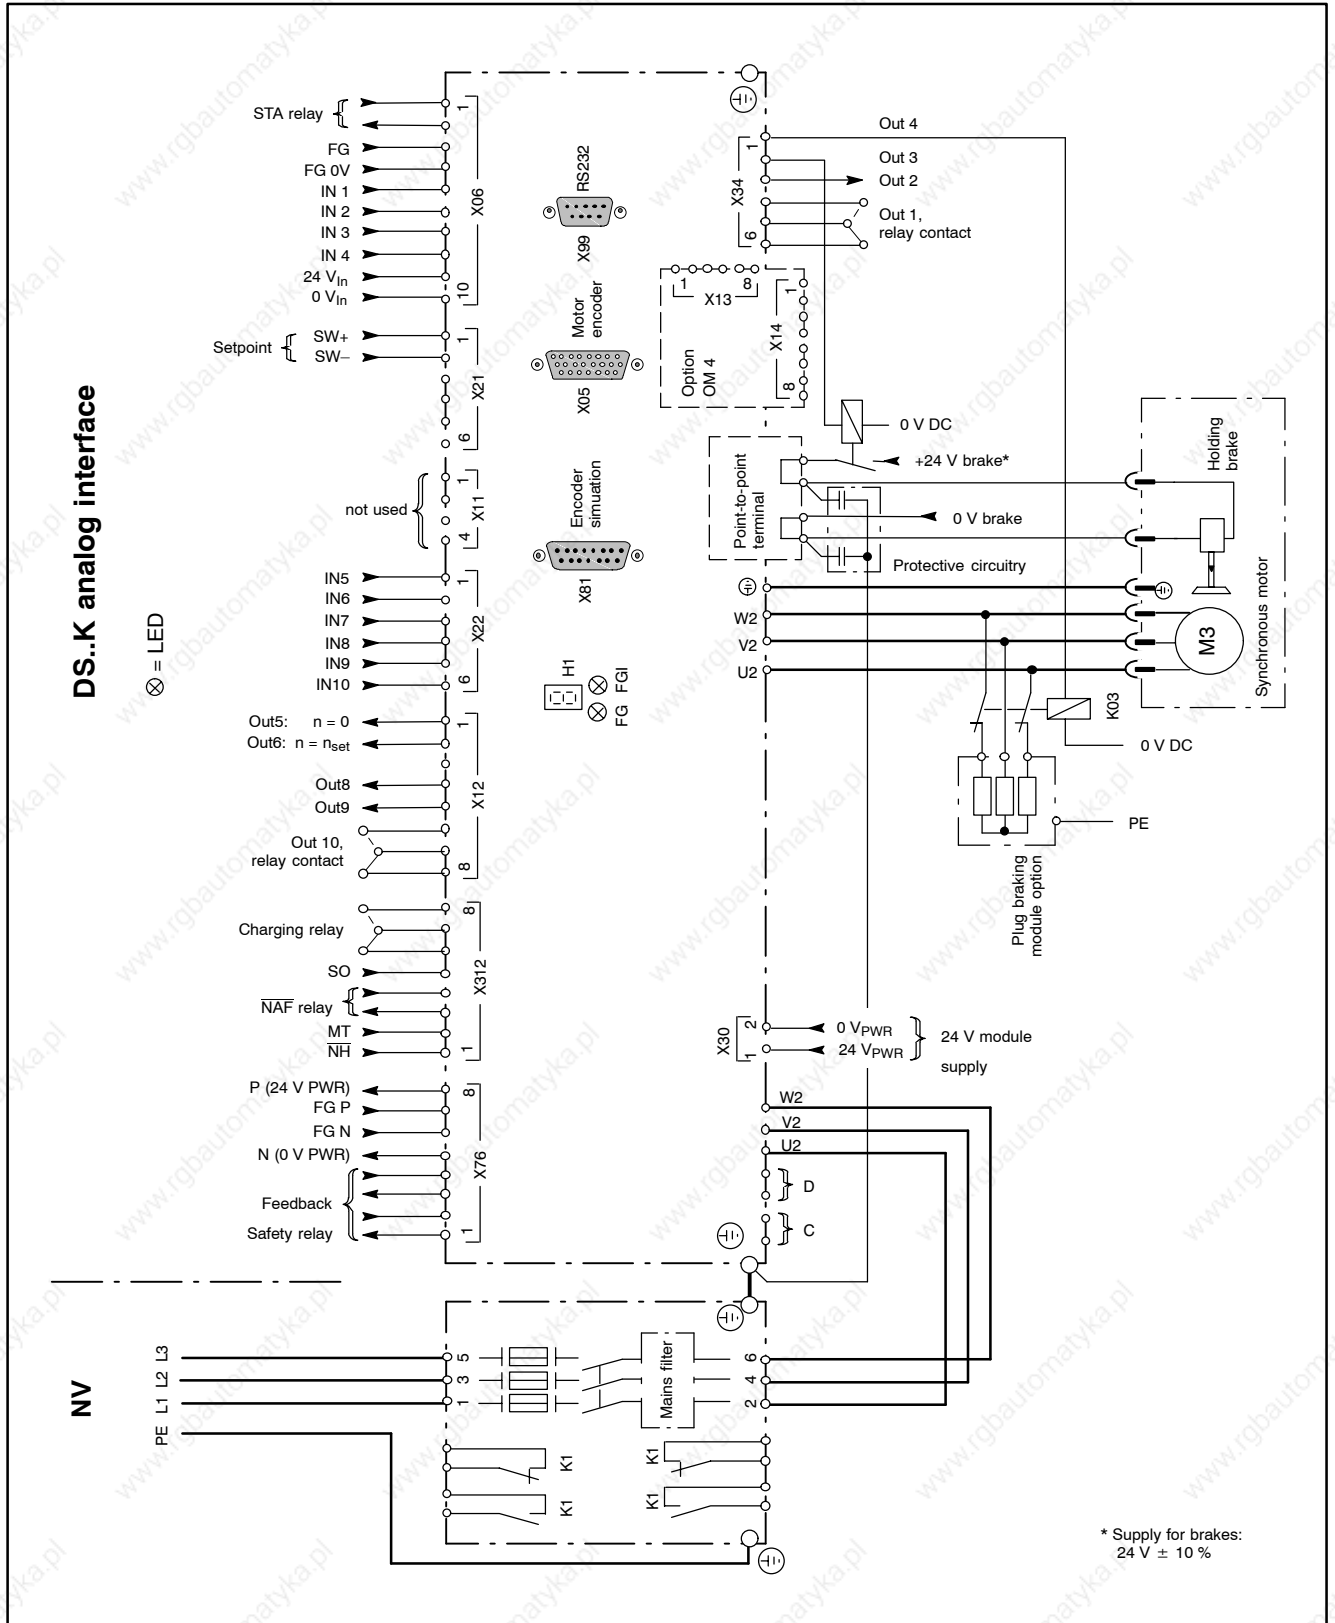 DS..K analog interface
⊗ = LED
NV
STA relay
FG
FG 0V
IN 1
IN 2
IN 3
IN 4
24 VIn
0 VIn
1
X06
10
Setpoint
SW+
SW–
1
X21
6
not used
1
X11
4
IN5
IN6
IN7
IN8
IN9
IN10
1
X22
6
Out5: n = 0
Out6: n = nset
Out8
Out9
Out 10,
relay contact
1
X12
8
Charging relay
SO
NAF relay
MT
NH
8
X312
1
P (24 V PWR)
FG P
FG N
N (0 V PWR)
Feedback
Safety relay
8
X76
1
RS232
X99
Motor
encoder
X05
Encoder
simuation
X81
H1
FG FGI
1
X34
6
Out 4
Out 3
Out 2
Out 1,
relay contact
1
8
X13
1
X14
8
Option
OM 4
0 V DC
+24 V brake*
Point-to-point
terminal
0 V brake
Protective circuitry
Holding
brake
Synchronous motor
M3
W2
V2
U2
K03
0 V DC
PE
Plug braking
module option
X30
2
1
0 VPWR
24 VPWR
24 V module
supply
W2
V2
U2
D
C
L3
L2
L1
PE
5
3
1
Mains filter
6
4
2
K1
K1
K1
K1
* Supply for brakes:
24 V ± 10 %
www.rgbautomatyka.pl